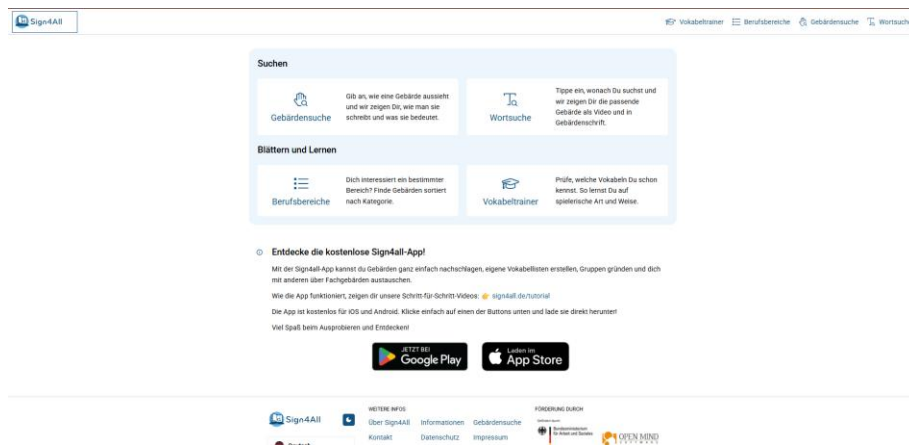 Sign4All
Vokabeltrainer Berufsbereiche Gebärdensuche Wortsuche
Suchen
Gebärdensuche
Gib an, wie eine Gebärde aussieht
und wir zeigen Dir, wie man sie
schreibt und was sie bedeutet.
Wortsuche
Tippe ein, wonach Du suchst und
wir zeigen Dir die passende
Gebärde als Video und in
Gebärdenschrift.
Blättern und Lernen
Berufsbereiche
Dich interessiert ein bestimmter
Bereich? Finde Gebärden sortiert
nach Kategorie.
Vokabeltrainer
Prüfe, welche Vokabeln Du schon
kennst. So lernst Du auf
spielerische Art und Weise.
Entdecke die kostenlose Sign4all-App!
Mit der Sign4all-App kannst du Gebärden ganz einfach nachschlagen, eigene Vokabellisten erstellen, Gruppen gründen und dich
mit anderen über Fachgebärden austauschen.
Wie die App funktioniert, zeigen dir unsere Schritt-für-Schritt-Videos: 👉 sign4all.de/tutorial
Die App ist kostenlos für iOS und Android. Klicke einfach auf einen der Buttons unten und lade sie direkt herunter!
Viel Spaß beim Ausprobieren und Entdecken!
JETZT BEI
Google Play
Laden im
App Store
Sign4All
WEITERE INFOS
Über Sign4All Informationen Gebärdensuche
Kontakt Datenschutz Impressum
FÖRDERUNG DURCH
Bundesministerium
für Arbeit und Soziales
OPEN MIND
SOFTWARE